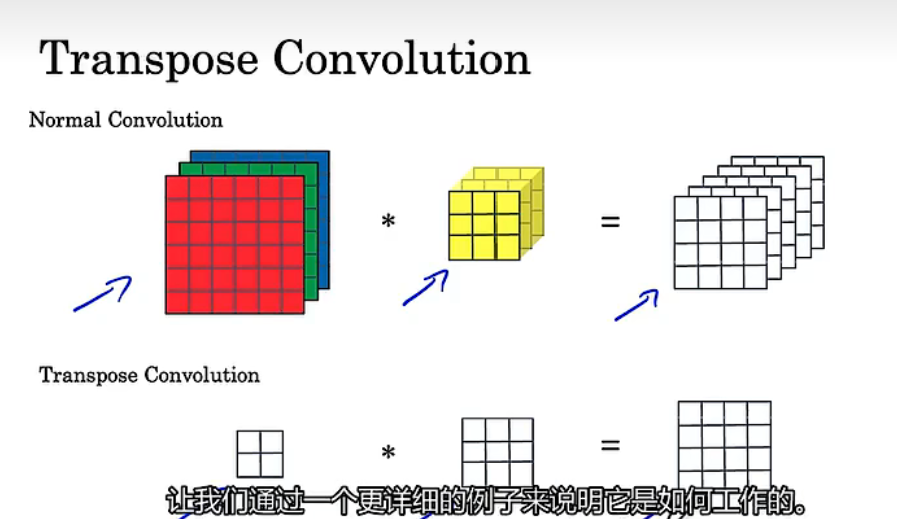 Transpose Convolution
Normal Convolution
*
=
Transpose Convolution
*
=
让我们通过一个更详细的例子来说明它是如何工作的。